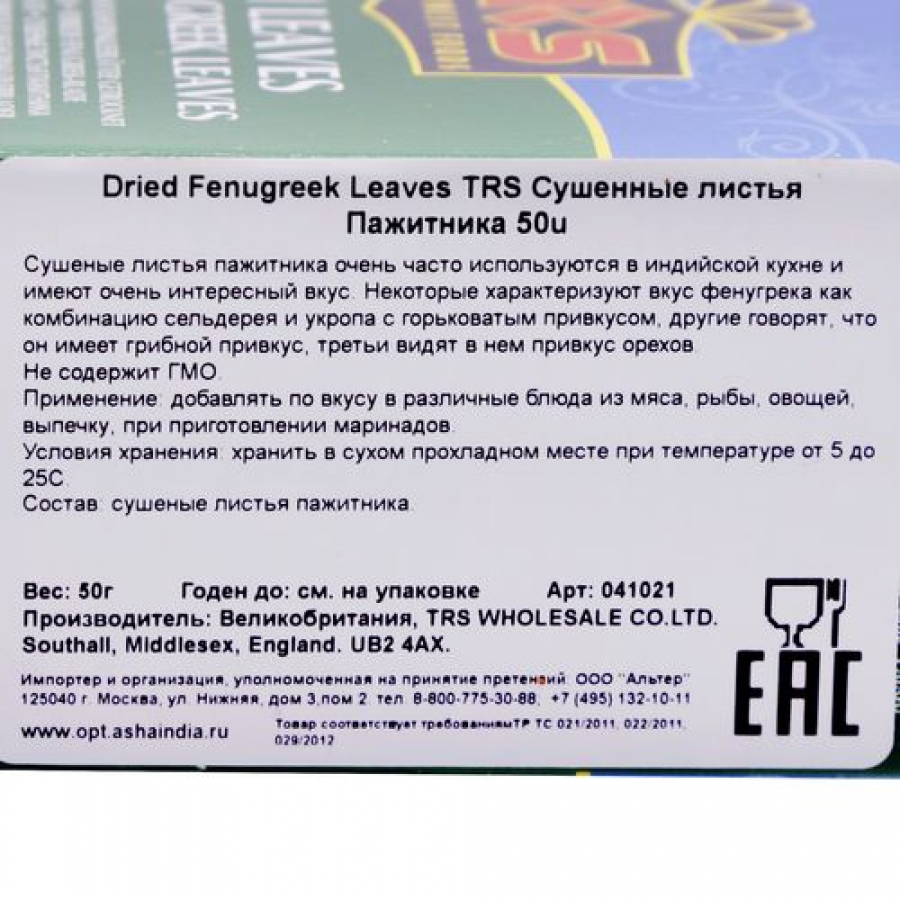 LEAVES
GREEK LEAVES
TRS
Dried Fenugreek Leaves TRS Сушенные листья
Пажитника 50u
Сушеные листья пажитника очень часто используются в индийской кухне и
имеют очень интересный вкус. Некоторые характеризуют вкус фенугрека как
комбинацию сельдерея и укропа с горьковатым привкусом, другие говорят, что
он имеет грибной привкус, третьи видят в нем привкус орехов.
Не содержит ГМО.
Применение: добавлять по вкусу в различные блюда из мяса, рыбы, овощей,
выпечку, при приготовлении маринадов.
Условия хранения: хранить в сухом прохладном месте при температуре от 5 до
25С.
Состав: сушеные листья пажитника.
Вес: 50г Годен до: см. на упаковке Арт: 041021
Производитель: Великобритания, TRS WHOLESALE CO.LTD.
Southall, Middlesex, England. UB2 4AX.
Импортер и организация, уполномоченная на принятие претензий: ООО "Альтер"
125040 г. Москва, ул. Нижняя, дом 3,пом 2. тел. 8-800-775-30-88, +7 (495) 132-10-11
www.opt.ashaindia.ru
Товар соответствует требованиямТР ТС 021/2011, 022/2011,
029/2012
EAC